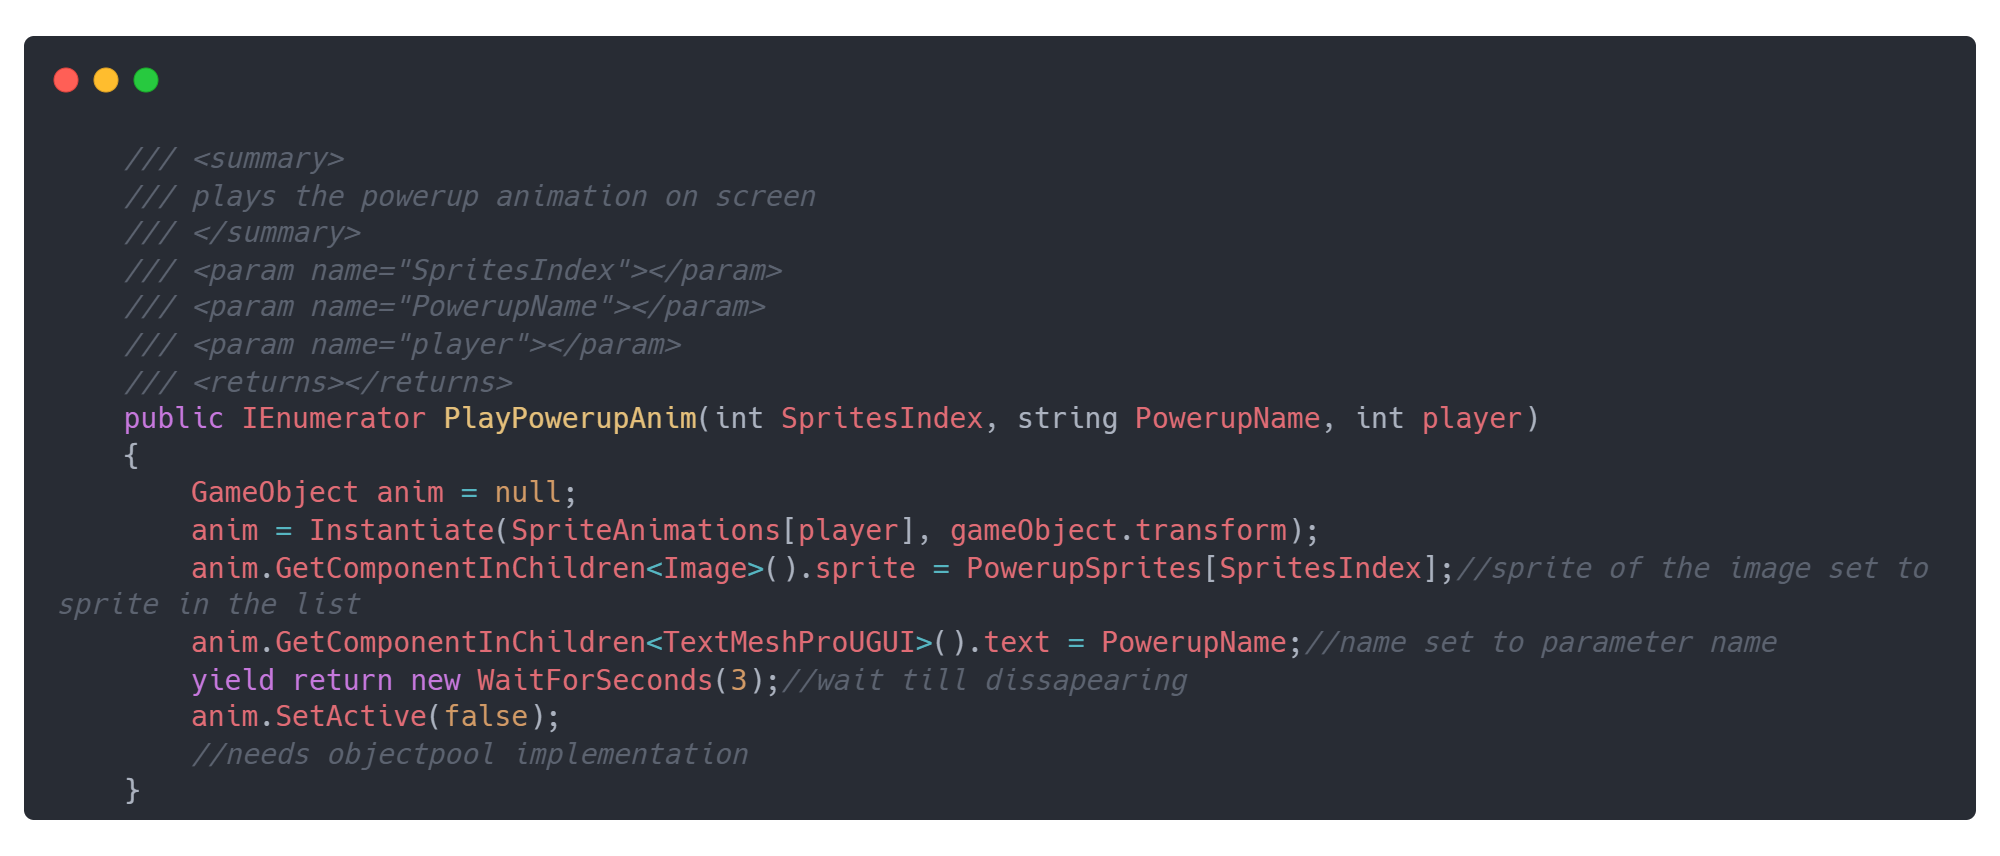 /// <summary>
/// plays the powerup animation on screen
/// </summary>
/// <param name="SpritesIndex"></param>
/// <param name="PowerupName"></param>
/// <param name="player"></param>
/// <returns></returns>
public IEnumerator PlayPowerupAnim(int SpritesIndex, string PowerupName, int player)
{
GameObject anim = null;
anim = Instantiate(SpriteAnimations[player], gameObject.transform);
anim.GetComponentInChildren<Image>().sprite = PowerupSprites[SpritesIndex];//sprite of the image set to
sprite in the list
anim.GetComponentInChildren<TextMeshProUGUI>().text = PowerupName;//name set to parameter name
yield return new WaitForSeconds(3);//wait till dissapearing
anim.SetActive(false);
//needs objectpool implementation
}